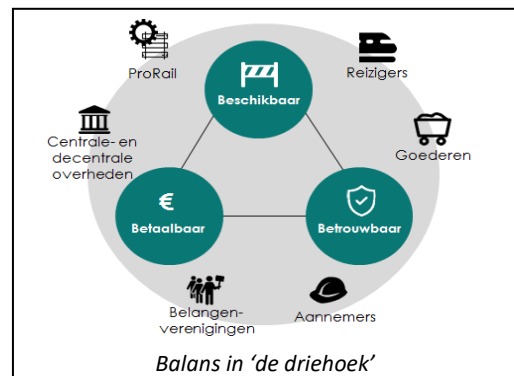 ProRail
Reizigers
Beschikbaar
Centrale- en
decentrale
overheden
Goederen
€
Betaalbaar
Betrouwbaar
Belangen-
verenigingen
Aannemers
Balans in ‘de driehoek’